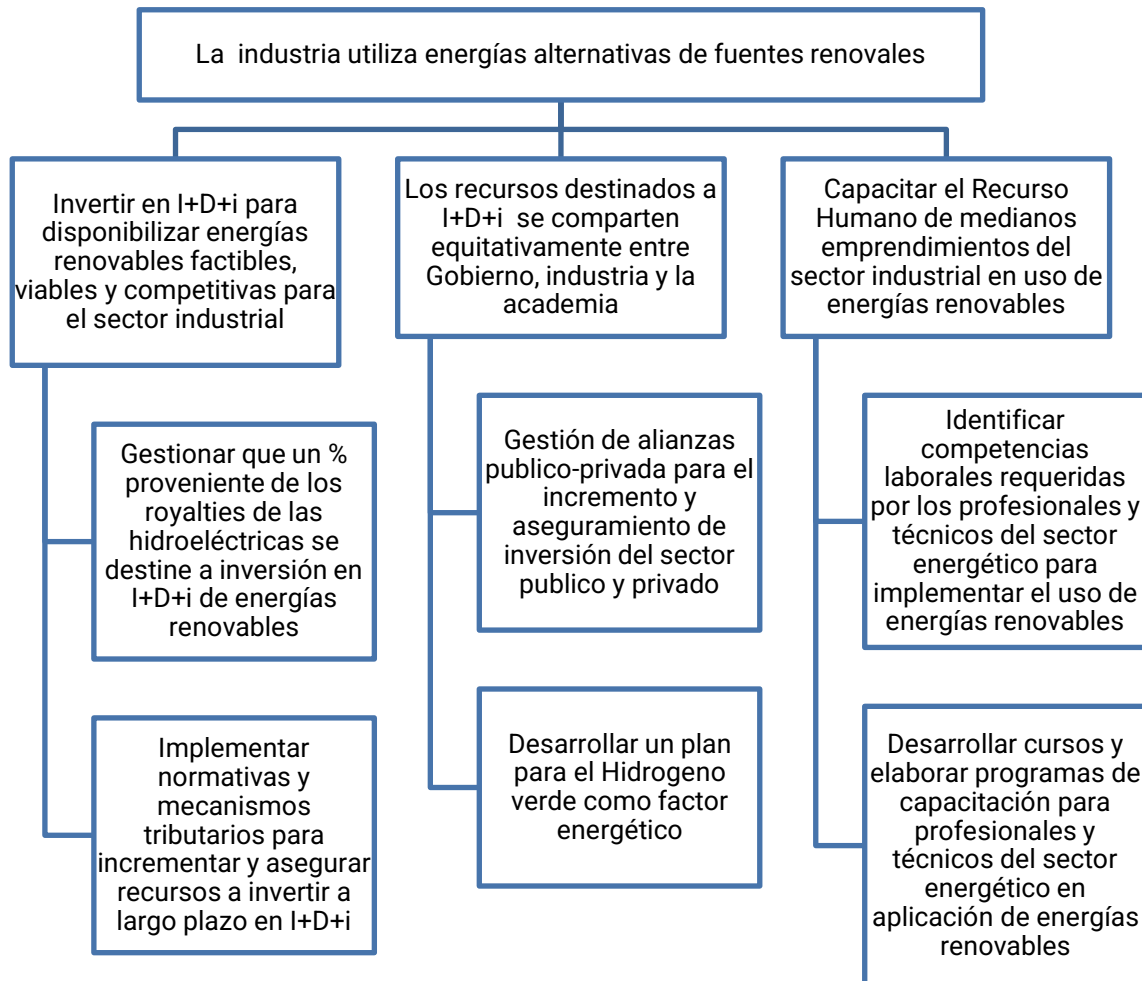 La industria utiliza energías alternativas de fuentes renovales
Invertir en I+D+i para
disponibilizar energías
renovables factibles,
viables y competitivas para
el sector industrial
Gestionar que un %
proveniente de los
royalties de las
hidroeléctricas se
destine a inversión en
I+D+i de energías
renovables
Implementar
normativas y
mecanismos
tributarios para
incrementar y asegurar
recursos a invertir a
largo plazo en I+D+i
Los recursos destinados a
I+D+i se comparten
equitativamente entre
Gobierno, industria y la
academia
Gestión de alianzas
publico-privada para el
incremento y
aseguramiento de
inversión del sector
publico y privado
Desarrollar un plan
para el Hidrogeno
verde como factor
energético
Capacitar el Recurso
Humano de medianos
emprendimientos del
sector industrial en uso de
energías renovables
Identificar
competencias
laborales requeridas
por los profesionales y
técnicos del sector
energético para
implementar el uso de
energías renovables
Desarrollar cursos y
elaborar programas de
capacitación para
profesionales y
técnicos del sector
energético en
aplicación de energías
renovables